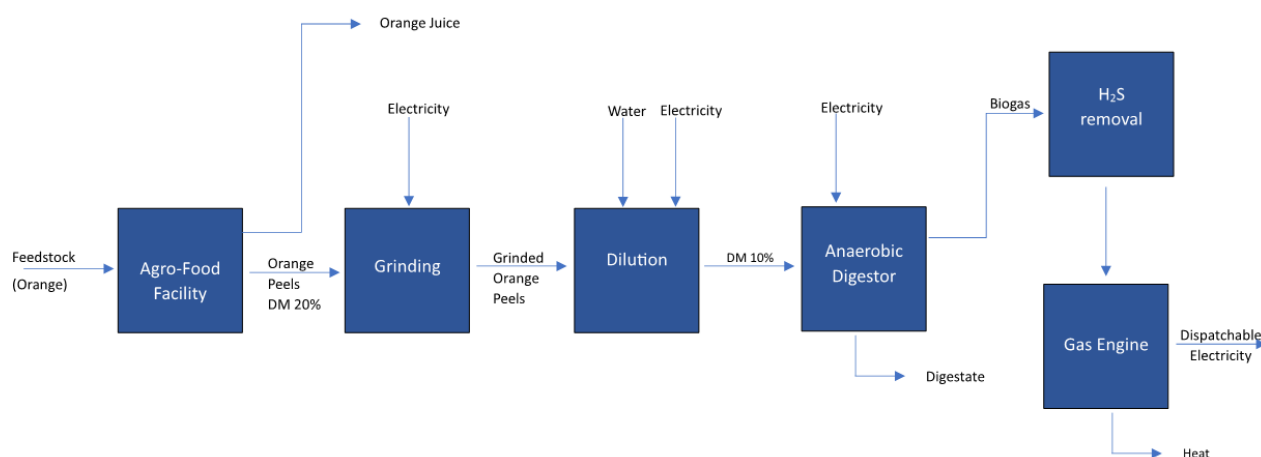 Orange Juice
Electricity
Water
Electricity
Electricity
Biogas
H₂S
removal
Feedstock
(Orange)
Agro-Food
Facility
Orange
Peels
DM 20%
Grinding
Grinded
Orange
Peels
Dilution
DM 10%
Anaerobic
Digestor
Digestate
Gas Engine
Dispatchable
Electricity
Heat